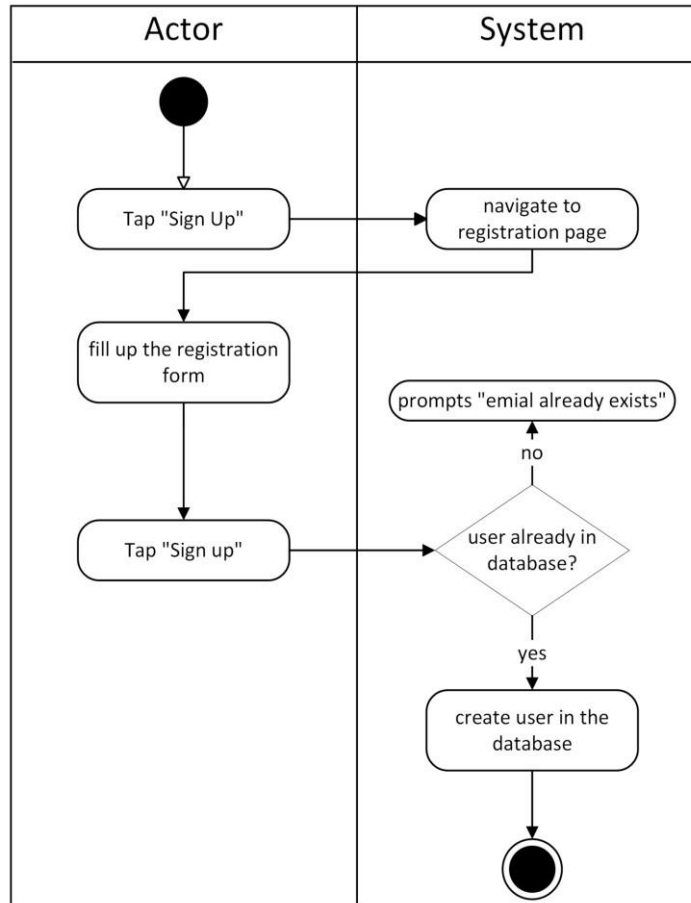 Actor
System
Tap "Sign Up"
navigate to
registration page
fill up the registration
form
prompts "emial already exists"
no
Tap "Sign up"
user already in
database?
yes
create user in the
database